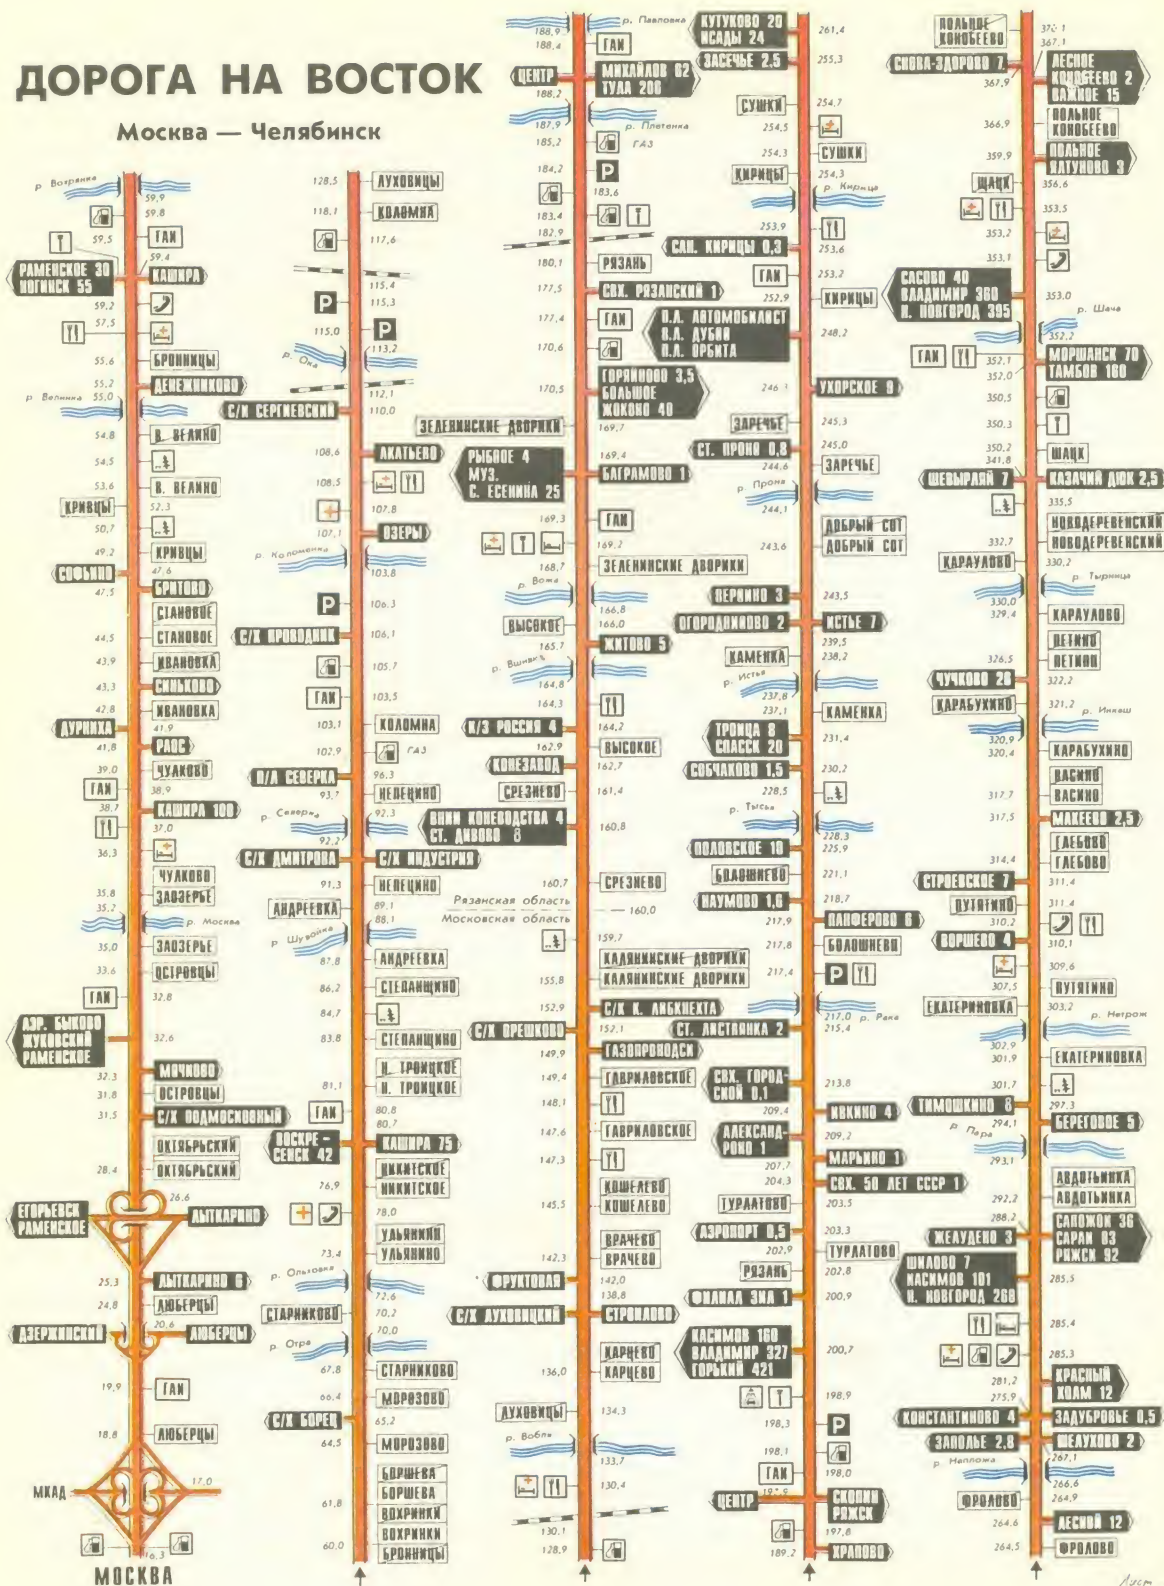 ДОРОГА НА ВОСТОК
Москва — Челябинск
р. Вохринка
59,9
59,8
59,5
ГАИ
59,4
РАМЕНСКОЕ 30
НОГИНСК 55
КАШИРА
59,2
57,5
55,6
БРОННИЦЫ
55,2
ДЕНЕЖНИКОВО
р. Велинка
55,0
54,8
В. ВЕЛИНО
54,5
53,6
В. ВЕЛИНО
КРИВЦЫ
52,3
50,7
49,2
КРИВЦЫ
СОФЬИНО
47,6
47,5
БРИТОВО
СТАНОВОЕ
44,5
СТАНОВОЕ
43,9
ИВАНОВКА
43,3
СИНЬКОВО
42,8
ИВАНОВКА
ДУРНИХА
41,9
41,8
РАОС
39,0
ЧУЛКОВО
ГАИ
38,9
38,7
КАШИРА 100
37,0
36,3
ЧУЛКОВО
35,8
ЗАОЗЕРЬЕ
35,2
р. Москва
35,0
ЗАОЗЕРЬЕ
33,6
ОСТРОВЦЫ
ГАИ
32,8
АЭР. БЫКОВО
ЖУКОВСКИЙ
РАМЕНСКОЕ
32,6
32,3
МЯЧКОВО
31,8
ОСТРОВЦЫ
31,5
С/Х ПОДМОСКОВНЫЙ
ОКТЯБРЬСКИЙ
28,4
ОКТЯБРЬСКИЙ
26,6
ЕГОРЬЕВСК
РАМЕНСКОЕ
ЛЫТКАРИНО
25,3
ЛЫТКАРИНО 6
24,8
ЛЮБЕРЦЫ
ДЗЕРЖИНСКИЙ
20,6
ЛЮБЕРЦЫ
19,9
ГАИ
18,8
ЛЮБЕРЦЫ
МКАД
17,0
16,3
МОСКВА
128,5
ЛУХОВИЦЫ
118,1
КОЛОМНА
117,6
115,4
P
115,3
115,0
P
113,2
р. Ока
112,1
С/Х СЕРГИЕВСКИЙ
110,0
108,6
АКАТЬЕВО
108,5
107,8
107,1
ОЗЕРЫ
р. Коломенка
103,8
P
106,3
С/Х ПРОВОДНИК
106,1
105,7
ГАИ
103,5
103,1
КОЛОМНА
102,9
ГАЗ
П/Л СЕВЕРКА
96,3
93,7
НЕПЕЦИНО
р. Северка
92,3
92,2
С/Х ДМИТРОВА
С/Х ИНДУСТРИЯ
91,3
НЕПЕЦИНО
АНДРЕЕВКА
89,1
88,1
р. Шувойка
87,8
АНДРЕЕВКА
86,2
СТЕПАНЩИНО
84,7
83,8
СТЕПАНЩИНО
Н. ТРОИЦКОЕ
81,1
Н. ТРОИЦКОЕ
ГАИ
80,8
80,7
ВОСКРЕ-
СЕНСК 42
КАШИРА 75
НИКИТСКОЕ
76,9
НИКИТСКОЕ
78,0
УЛЬЯНИНО
73,4
УЛЬЯНИНО
р. Ольховка
72,6
СТАРНИКОВО
70,2
70,0
р. Отра
67,8
СТАРНИКОВО
66,4
МОРОЗОВО
С/Х БОРЕЦ
65,2
64,5
МОРОЗОВО
БОРШЕВА
БОРШЕВА
61,8
ВОХРИНКИ
ВОХРИНКИ
60,0
БРОННИЦЫ
р. Павловка
188,9
188,4
ГАИ
ЦЕНТР
МИХАЙЛОВ 62
ТУЛА 206
188,2
187,9
р. Плетенка
185,2
ГАЗ
184,2
P
183,6
183,4
182,9
180,1
РЯЗАНЬ
177,5
СВХ. РЯЗАНСКИЙ 1
177,4
ГАИ
170,6
170,5
ГОРЯЙНОВО 3,5
БОЛЬШОЕ
ЖОКОВО 40
ЗЕЛЕНИНСКИЕ ДВОРИКИ
169,7
РЫБНОЕ 4
МУЗ.
С. ЕСЕНИНА 25
169,4
БАГРАМОВО 1
169,3
ГАИ
169,2
168,7
ЗЕЛЕНИНСКИЕ ДВОРИКИ
р. Вожа
166,8
ВЫСОКОЕ
166,0
165,7
ЖИТОВО 5
164,8
164,3
К/З РОССИЯ 4
164,2
162,9
ВЫСОКОЕ
КОНЕЗАВОД
162,7
СРЕЗНЕВО
161,4
ВНИИ КОНЕВОДСТВА 4
СТ. ДИВОВО 8
160,8
160,7
СРЕЗНЕВО
Рязанская область
Московская область
160,0
159,7
КАЛЯНИНСКИЕ ДВОРИКИ
155,8
КАЛЯНИНСКИЕ ДВОРИКИ
152,9
С/Х К. ЛИБКНЕХТА
С/Х ОРЕШКОВО
152,1
149,9
ГАЗОПРОВОДСК
149,4
ГАВРИЛОВСКОЕ
148,1
147,6
ГАВРИЛОВСКОЕ
147,3
КОШЕЛЕВО
145,5
КОШЕЛЕВО
ВРАЧЕВО
142,3
ВРАЧЕВО
ФРУКТОВАЯ
142,0
138,8
С/Х ЛУХОВИЦКИЙ
СТРОИЛОВО
КАРЦЕВО
136,0
КАРЦЕВО
ЛУХОВИЦЫ
134,3
р. Вобля
133,7
130,4
130,1
128,9
КУТУКОВО 20
ИСАДЫ 24
261,4
ЗАСЕЧЬЕ 2,5
255,3
СУШКИ
254,7
254,5
254,3
СУШКИ
КИРИЦЫ
254,3
р. Кирица
253,9
САН. КИРИЦЫ 0,3
253,6
ГАИ
253,2
252,9
КИРИЦЫ
П.Л. АВТОМОБИЛИСТ
В.Л. ДУБКИ
П.Л. ОРБИТА
248,2
УХОРСКОЕ 9
ЗАРЕЧЬЕ
245,3
СТ. ПРОНЯ 0,8
245,0
244,6
ЗАРЕЧЬЕ
р. Проня
244,1
ДОБРЫЙ СОТ
243,6
ДОБРЫЙ СОТ
ПЕРКИНО 3
243,5
ОГОРОДНИКОВО 2
ИСТЬЕ 7
239,5
КАМЕНКА
238,2
р. Истья
237,8
237,1
КАМЕНКА
ТРОИЦА 8
СПАССК 20
231,4
СОБЧАКОВО 1,5
230,2
228,5
р. Тысья
228,3
ПОЛОВСКОЕ 10
225,9
БОЛОШНЕВО
221,1
НАУМОВО 1,6
218,7
217,9
ПАНФЕРОВО 6
217,8
БОЛОШНЕВО
217,4
P
217,0
р. Рака
СТ. ЛИСТВЯНКА 2
215,4
СВХ. ГОРОД-
СКОЙ 0,1
213,8
209,4
ИВКИНО 4
АЛЕКСАНД-
РОВО 1
209,2
207,7
МАРЬИНО 1
204,3
СВХ. 50 ЛЕТ СССР 1
ТУРЛАТОВО
203,5
АЭРОПОРТ 0,5
203,3
202,9
ТУРЛАТОВО
РЯЗАНЬ
202,8
ФИЛИАЛ ЗИЛ 1
200,9
КАСИМОВ 160
ВЛАДИМИР 327
ГОРЬКИЙ 421
200,7
198,9
198,3
P
198,1
ГАИ
198,0
ЦЕНТР
197,9
СКОПИН
РЯЖСК
197,8
189,2
ХРАПОВО
ПОЛЬНОЕ
КОНОБЕЕВО
370,1
367,1
СНОВА-ЗДОРОВО 7
367,9
ЛЕСНОЕ
КОНОБЕЕВО 2
ВАЖНОЕ 15
366,9
ПОЛЬНОЕ
КОНОБЕЕВО
359,9
ПОЛЬНОЕ
ЯЛТУНОВО 3
ШАЦК
356,6
353,5
353,2
353,1
САСОВО 40
ВЛАДИМИР 360
Н. НОВГОРОД 395
353,0
р. Шача
352,2
ГАИ
352,1
МОРШАНСК 70
ТАМБОВ 160
352,0
350,5
350,3
350,2
ШАЦК
341,8
ШЕВЫРЛЯЙ 7
КАЗАЧИЙ ДЮК 2,5
335,5
НОВОДЕРЕВЕНСКИЙ
332,7
НОВОДЕРЕВЕНСКИЙ
КАРАУЛОВО
330,2
р. Тырница
330,0
329,4
КАРАУЛОВО
ПЕТИНО
326,5
ПЕТИНО
ЧУЧКОВО 26
322,2
КАРАБУХИНО
321,2
р. Инкаш
320,9
320,4
КАРАБУХИНО
ВАСИНО
317,7
ВАСИНО
317,5
МАКЕЕВО 2,5
ГЛЕБОВО
314,4
ГЛЕБОВО
СТРОЕВСКОЕ 7
311,4
ПУТЯТИНО
311,4
310,2
ВОРШЕВО 4
310,1
309,6
307,5
ПУТЯТИНО
ЕКАТЕРИНОВКА
303,2
р. Нетрож
302,9
301,9
ЕКАТЕРИНОВКА
301,7
ТИМОШКИНО 8
297,3
294,1
БЕРЕГОВОЕ 5
р. Пара
293,1
АВДОТЬИНКА
292,2
АВДОТЬИНКА
288,2
ЖЕЛУДЕВО 3
САПОЖОК 36
САРАИ 83
РЯЖСК 92
ШИЛОВО 7
КАСИМОВ 101
Н. НОВГОРОД 268
285,5
285,4
285,3
281,2
КРАСНЫЙ
ХОЛМ 12
275,9
КОНСТАНТИНОВО 4
ЗАДУБРОВЬЕ 0,5
ЗАПОЛЬЕ 2,8
ШЕЛУХОВО 2
267,1
р. Непложа
266,6
ФРОЛОВО
264,9
264,6
ЛЕСНОЙ 12
264,5
ФРОЛОВО
Лист